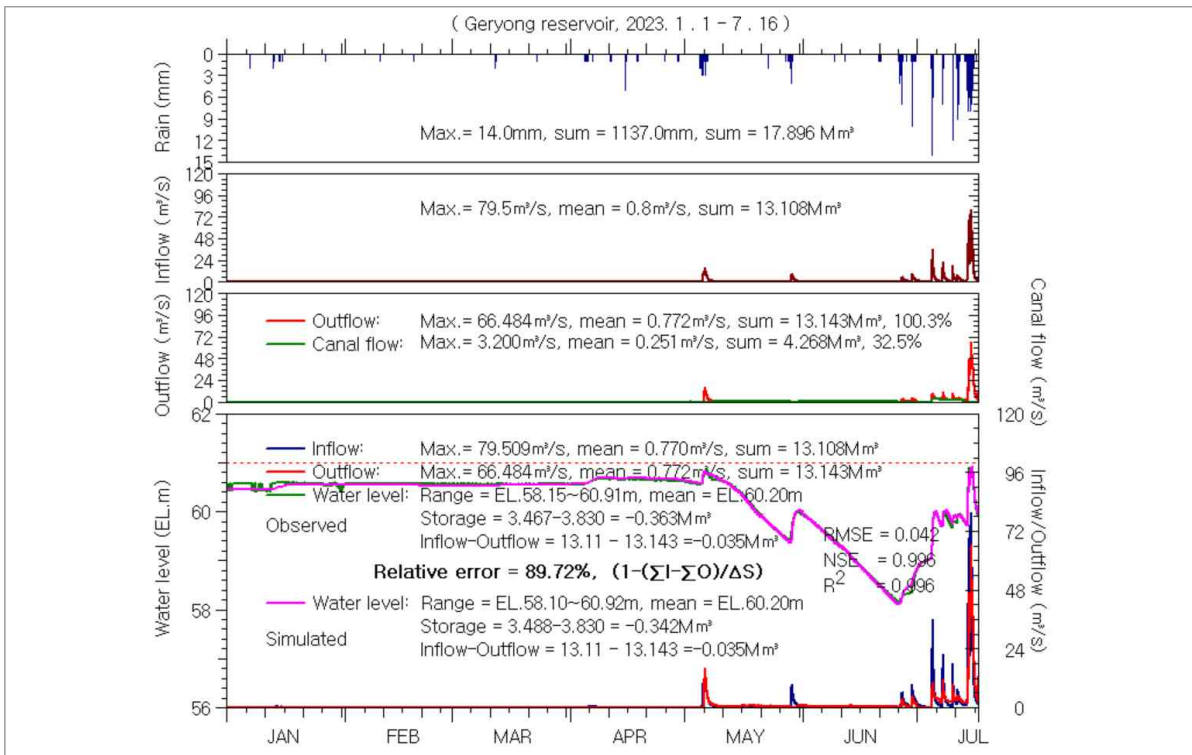 ( Geryong reservoir, 2023. 1 . 1 - 7 . 16 )
Rain (mm)
0
3
6
9
12
15
Max.= 14.0mm, sum = 1137.0mm, sum = 17.896 Mm³
Inflow (m³/s)
120
96
72
48
24
0
Max.= 79.5m³/s, mean = 0.8m³/s, sum = 13.108Mm³
Outflow (m³/s)
120
96
72
48
24
0
Canal flow (m³/s)
Outflow: Max.= 66.484m³/s, mean = 0.772m³/s, sum = 13.143Mm³, 100.3%
Canal flow: Max.= 3.200m³/s, mean = 0.251m³/s, sum = 4.268Mm³, 32.5%
Water level (EL.m)
62
60
58
56
Inflow/Outflow (m³/s)
120
96
72
48
24
0
Inflow: Max.= 79.509m³/s, mean = 0.770m³/s, sum = 13.108Mm³
Outflow: Max.= 66.484m³/s, mean = 0.772m³/s, sum = 13.143Mm³
Water level: Range = EL.58.15~60.91m, mean = EL.60.20m
Observed
Storage = 3.467-3.830 = -0.363Mm³
Inflow-Outflow = 13.11 - 13.143 =-0.035Mm³
RMSE = 0.042
NSE = 0.996
R² = 0.996
Relative error = 89.72%, (1-(∑I-∑O)/ΔS)
Water level: Range = EL.58.10~60.92m, mean = EL.60.20m
Simulated
Storage = 3.488-3.830 = -0.342Mm³
Inflow-Outflow = 13.11 - 13.143 =-0.035Mm³
JAN FEB MAR APR MAY JUN JUL